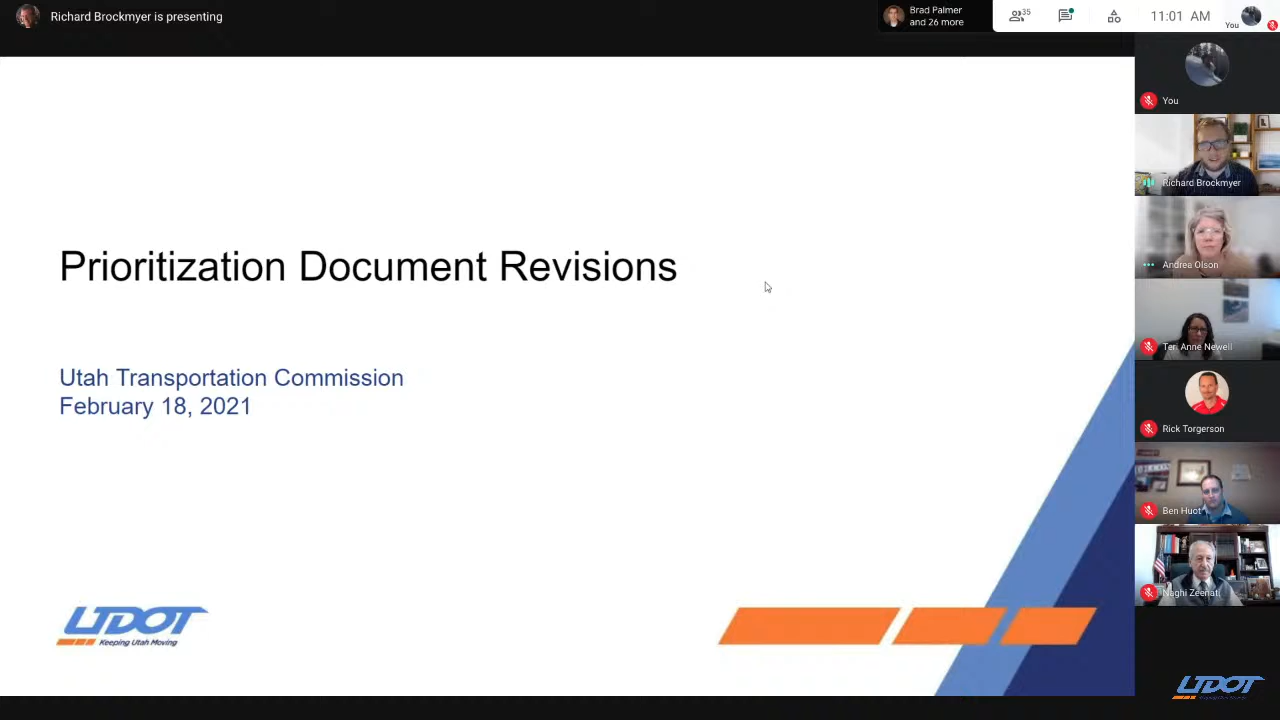 Richard Brockmyer is presenting
Brad Palmer
and 26 more
35
11:01 AM
You
You
Richard Brockmyer
Andrea Olson
Teri Anne Newell
Rick Torgerson
Ben Huot
Naghi Zeenati
Prioritization Document Revisions
Utah Transportation Commission
February 18, 2021
UDOT
Keeping Utah Moving
UDOT